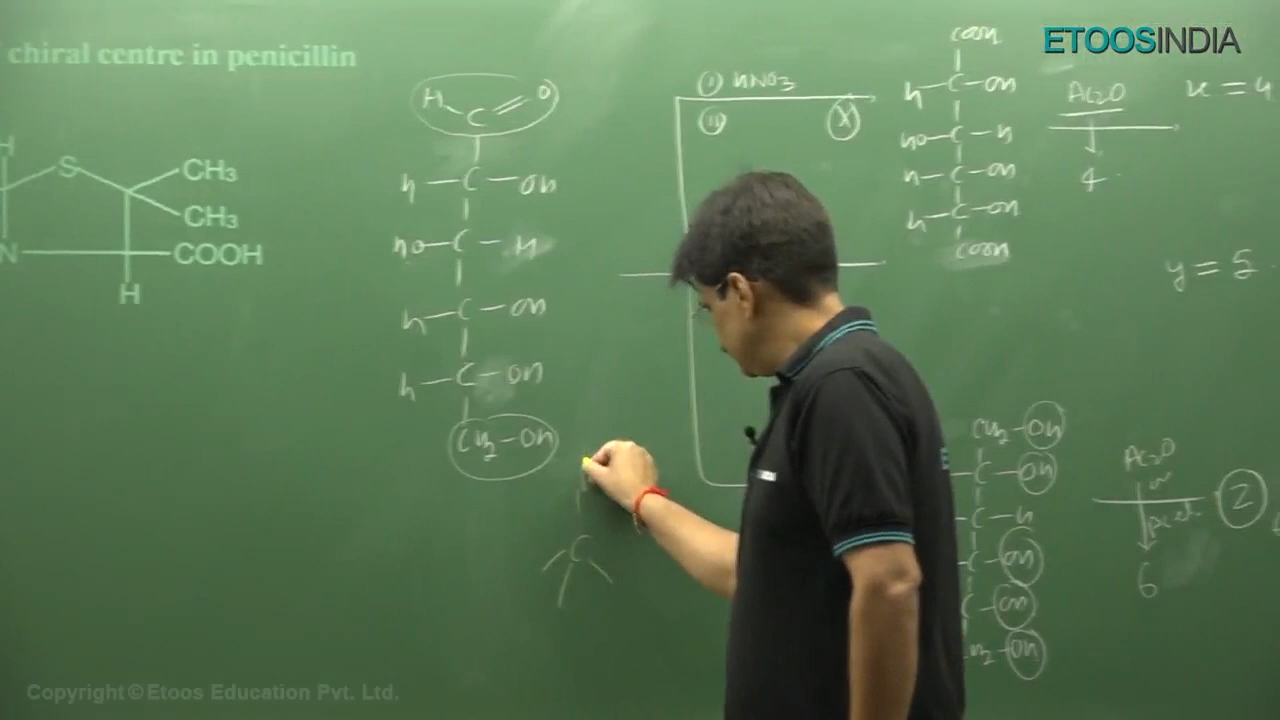 ETOOSINDIA
chiral centre in penicillin
H
S
CH₃
CH₃
N
COOH
H
H C O
H - C - OH
HO - C - H
H - C - OH
H - C - OH
CH₂ - OH
(i) HNO₃
(ii)
(X)
COOH
H - C - OH
HO - C - H
H - C - OH
H - C - OH
COOH
Ac₂O
4
x = 4
y = 5
C
CH₂ - OH
- C - OH
- C - H
- C - OH
C - OH
OH
Ac₂O
or
6
Z
Copyright © Etoos Education Pvt. Ltd.